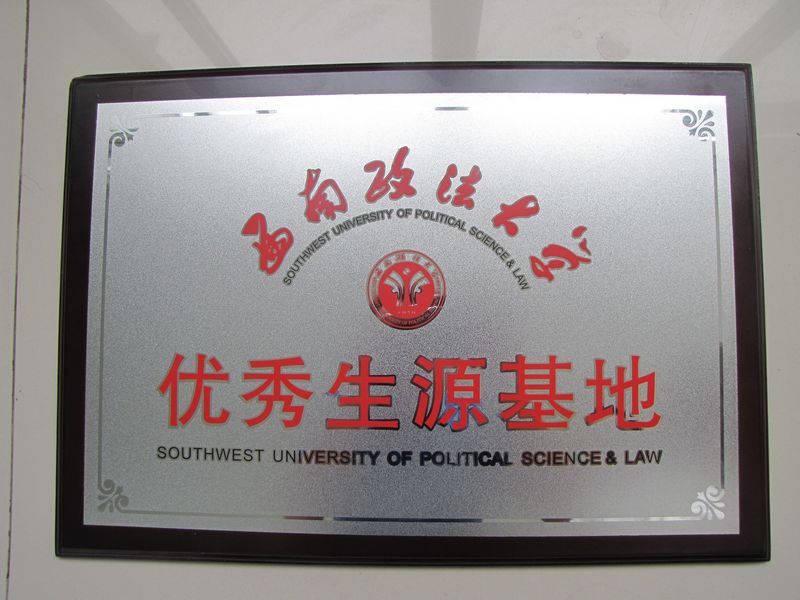 西南政法大学
SOUTHWEST UNIVERSITY OF POLITICAL SCIENCE & LAW
优秀生源基地
SOUTHWEST UNIVERSITY OF POLITICAL SCIENCE & LAW